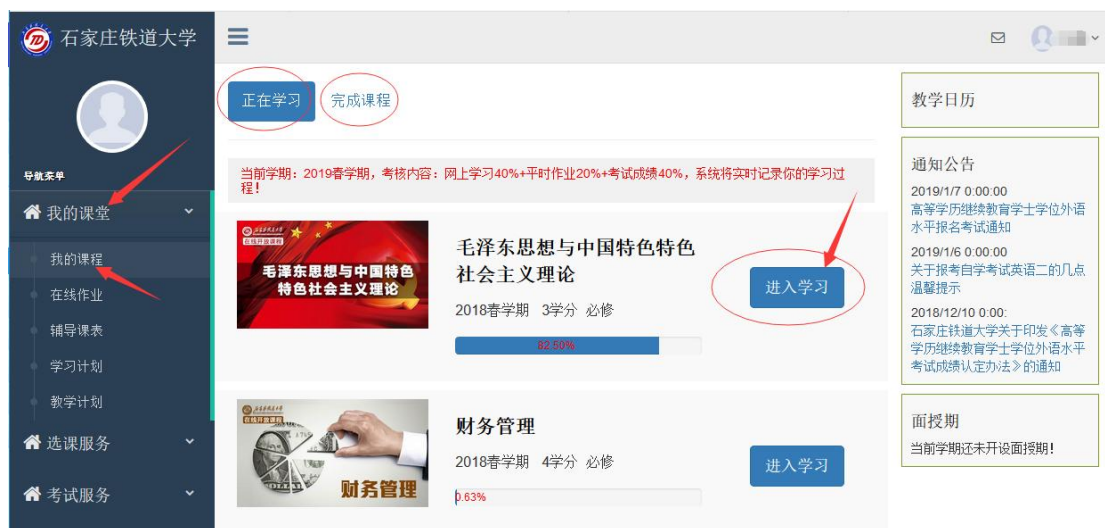 石家庄铁道大学
导航菜单
我的课堂
我的课程
在线作业
辅导课表
学习计划
教学计划
选课服务
考试服务
正在学习
完成课程
当前学期：2019春学期，考核内容：网上学习40%+平时作业20%+考试成绩40%，系统将实时记录你的学习过
程！
在线开放课程
毛泽东思想与中国特色
特色社会主义理论
毛泽东思想与中国特色特色
社会主义理论
2018春学期 3学分 必修
82.50%
进入学习
在线开放课程
财务管理
财务管理
2018春学期 4学分 必修
0.63%
进入学习
教学日历
通知公告
2019/1/7 0:00:00
高等学历继续教育学士学位外语
水平报名考试通知
2019/1/6 0:00:00
关于报考自学考试英语二的几点
温馨提示
2018/12/10 0:00:
石家庄铁道大学关于印发《高等
学历继续教育学士学位外语水平
考试成绩认定办法》的通知
面授期
当前学期还未开设面授期！